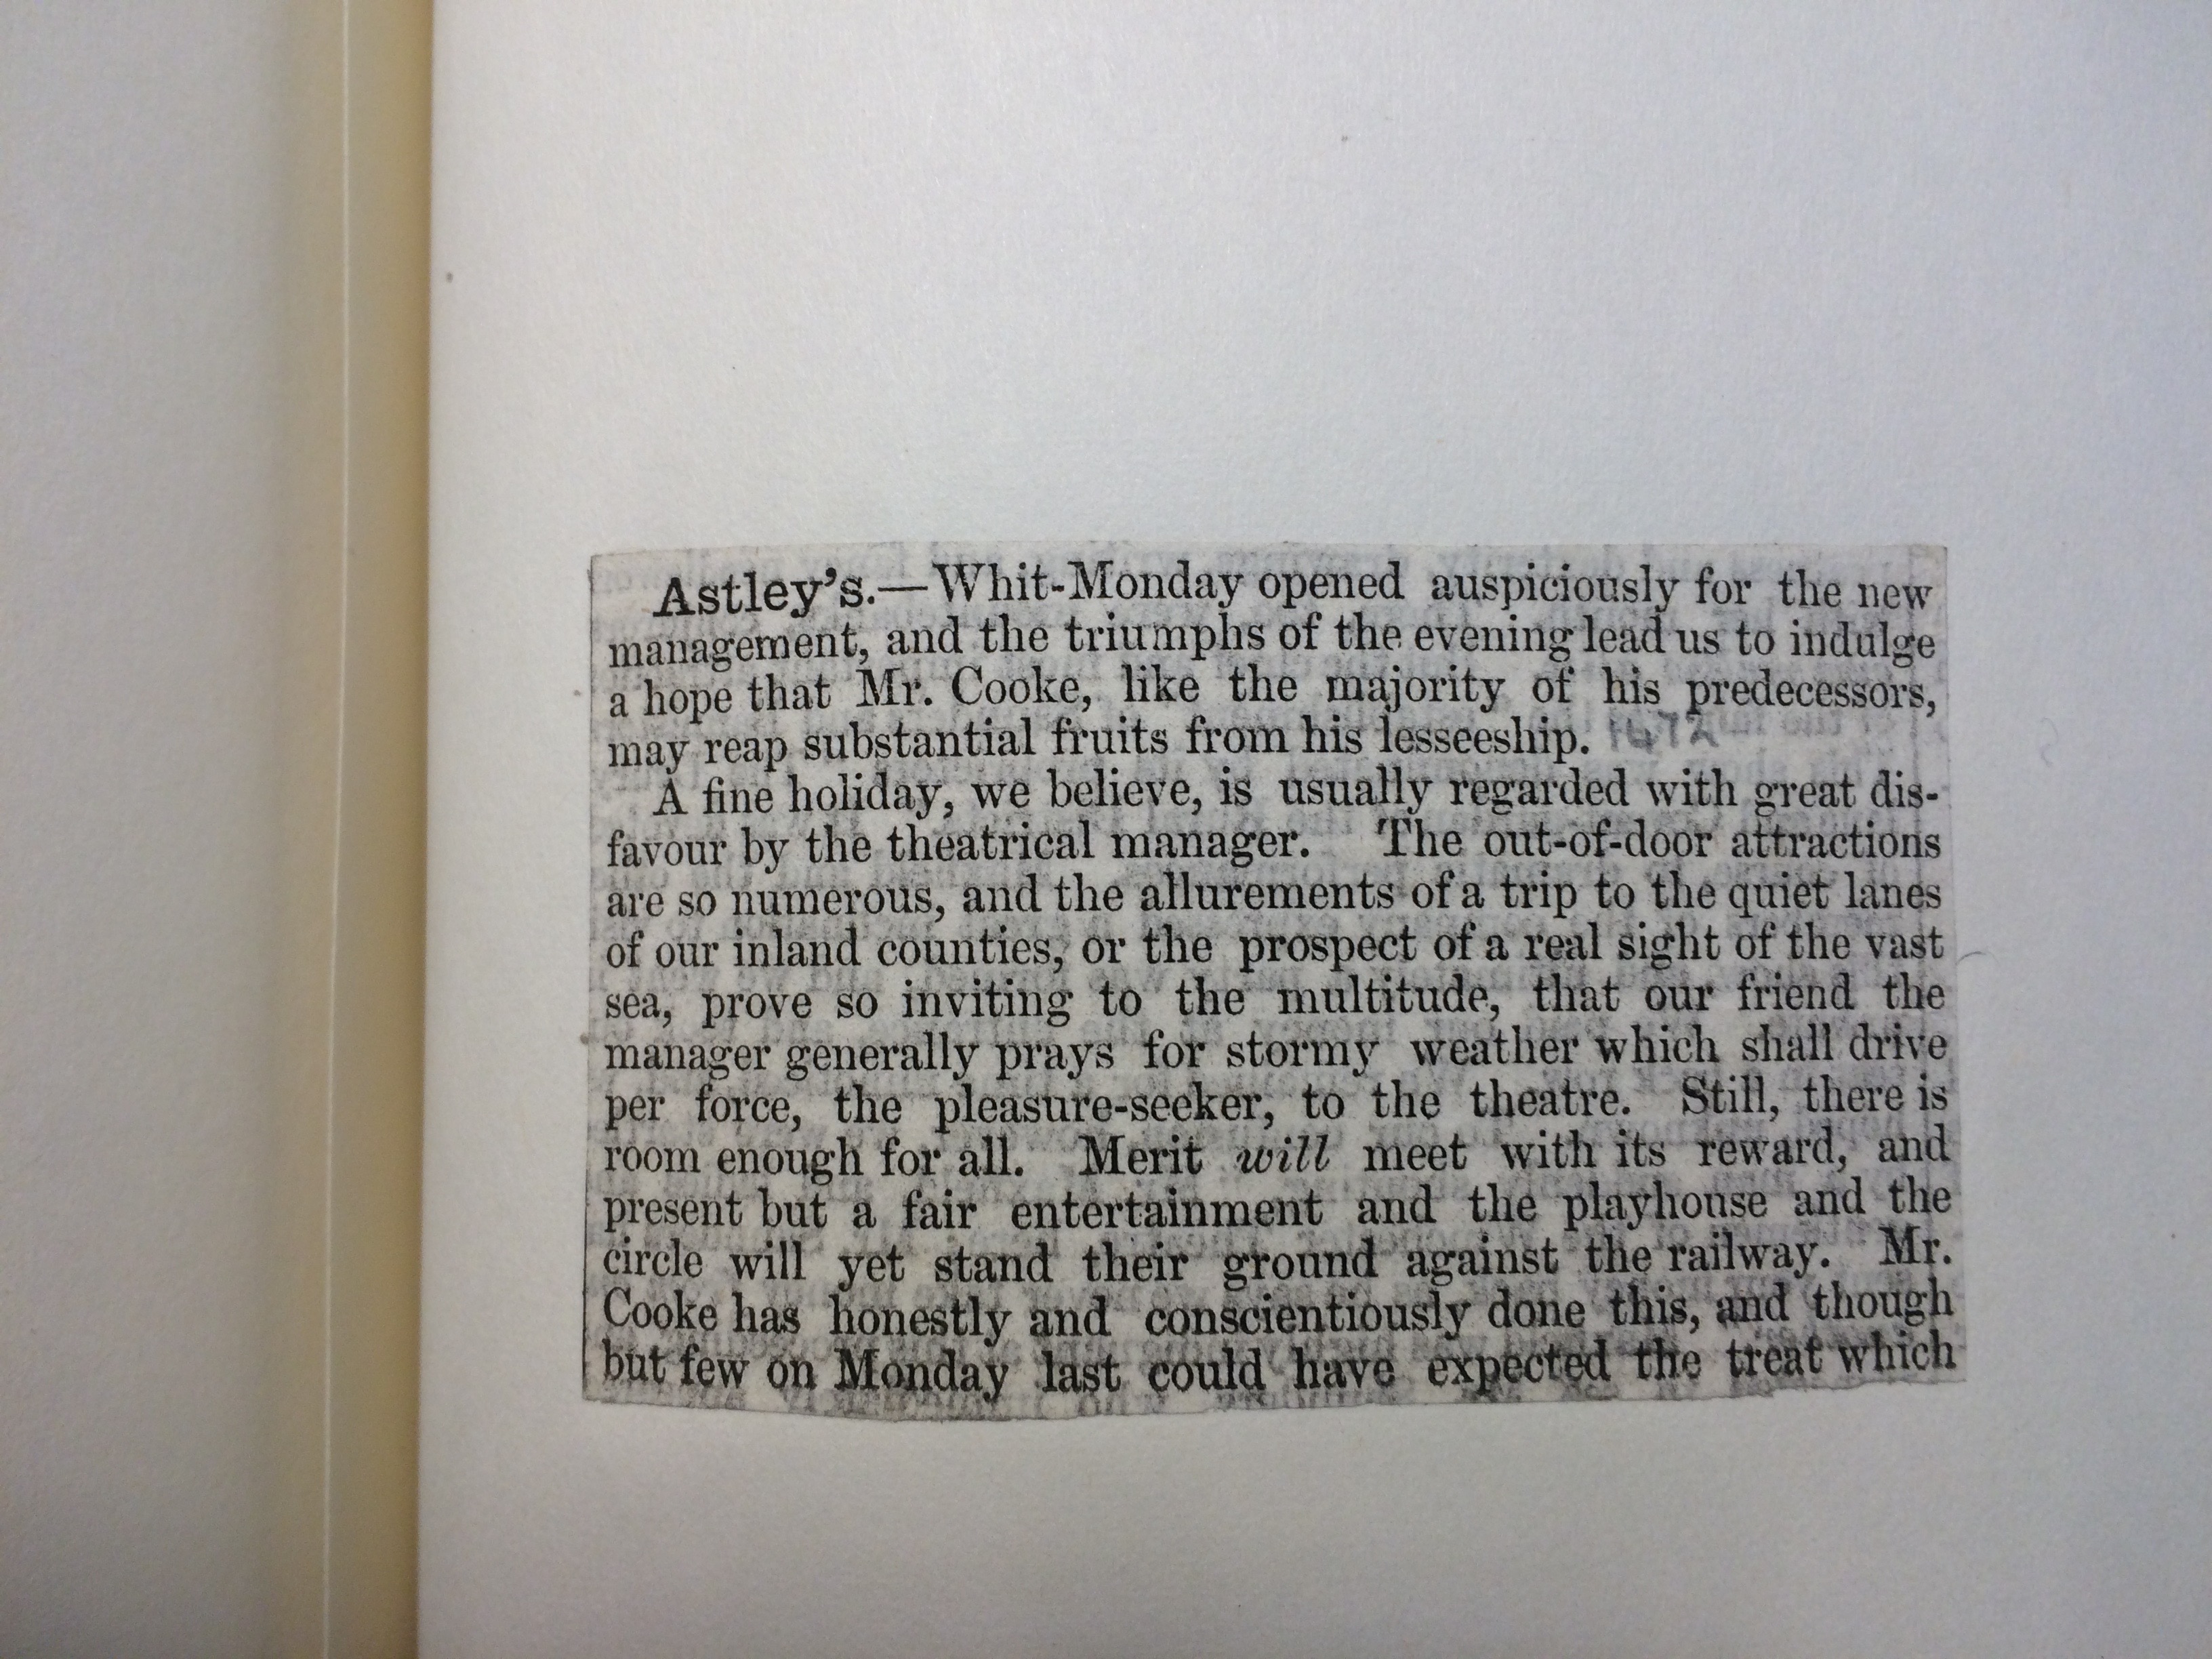 Astley's.—Whit-Monday opened auspiciously for the new
management, and the triumphs of the evening lead us to indulge
a hope that Mr. Cooke, like the majority of his predecessors,
may reap substantial fruits from his lesseeship.
A fine holiday, we believe, is usually regarded with great dis-
favour by the theatrical manager. The out-of-door attractions
are so numerous, and the allurements of a trip to the quiet lanes
of our inland counties, or the prospect of a real sight of the vast
sea, prove so inviting to the multitude, that our friend the
manager generally prays for stormy weather which shall drive
per force, the pleasure-seeker, to the theatre. Still, there is
room enough for all. Merit will meet with its reward, and
present but a fair entertainment and the playhouse and the
circle will yet stand their ground against the railway. Mr.
Cooke has honestly and conscientiously done this, and though
but few on Monday last could have expected the treat which